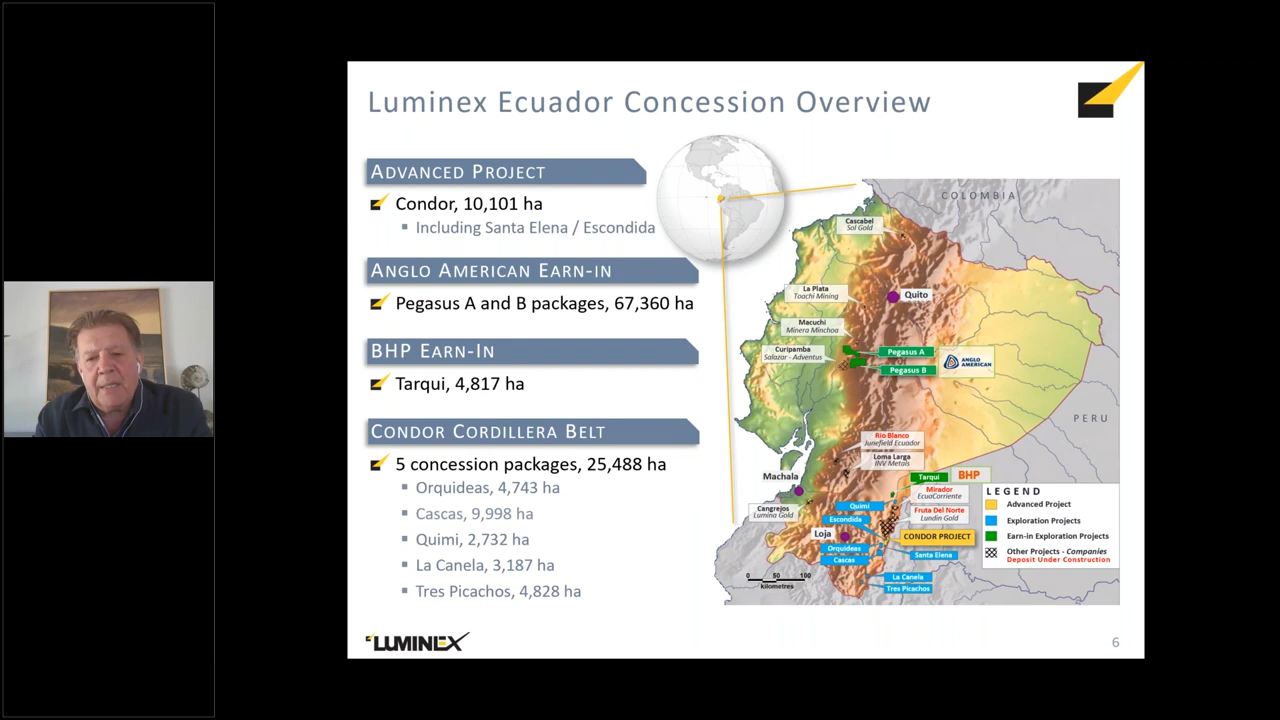 Luminex Ecuador Concession Overview
ADVANCED PROJECT
Condor, 10,101 ha
Including Santa Elena / Escondida
ANGLO AMERICAN EARN-IN
Pegasus A and B packages, 67,360 ha
BHP EARN-IN
Tarqui, 4,817 ha
CONDOR CORDILLERA BELT
5 concession packages, 25,488 ha
Orquideas, 4,743 ha
Cascas, 9,998 ha
Quimi, 2,732 ha
La Canela, 3,187 ha
Tres Picachos, 4,828 ha
COLOMBIA
Cascabel
Sol Gold
La Plata
Toachi Mining
Quito
Macuchi
Minera Minchoa
Curipamba
Salazar - Adventus
Pegasus A
Pegasus B
ANGLO
AMERICAN
PERU
Rio Blanco
Junefield Ecuador
Loma Larga
INV Metals
Machala
Tarqui
BHP
Mirador
EcuaCorriente
Cangrejos
Lumina Gold
Quimi
Fruta Del Norte
Lundin Gold
Escondida
Loja
CONDOR PROJECT
Orquideas
Santa Elena
Cascas
La Canela
Tres Picachos
0 50 100
kilometres
LEGEND
Advanced Project
Exploration Projects
Earn-in Exploration Projects
Other Projects - Companies
Deposit Under Construction
LUMINEX
6